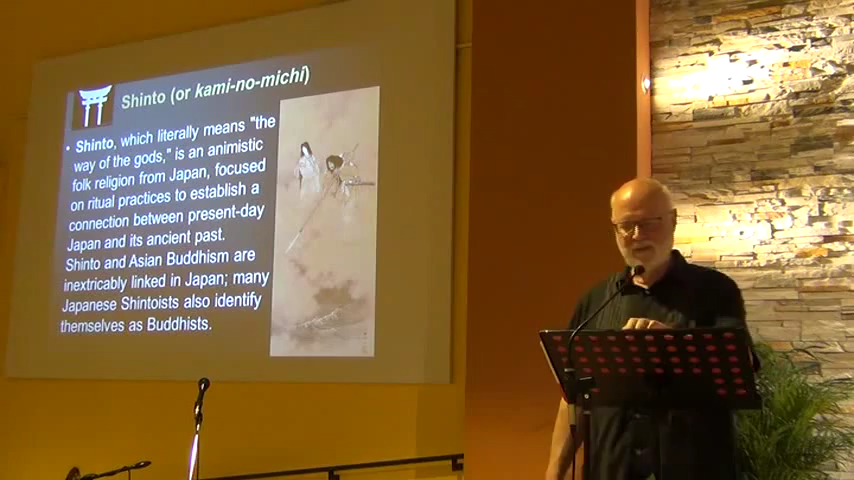 Shinto (or kami-no-michi)
• Shinto, which literally means "the
way of the gods," is an animistic
folk religion from Japan, focused
on ritual practices to establish a
connection between present-day
Japan and its ancient past.
Shinto and Asian Buddhism are
inextricably linked in Japan; many
Japanese Shintoists also identify
themselves as Buddhists.